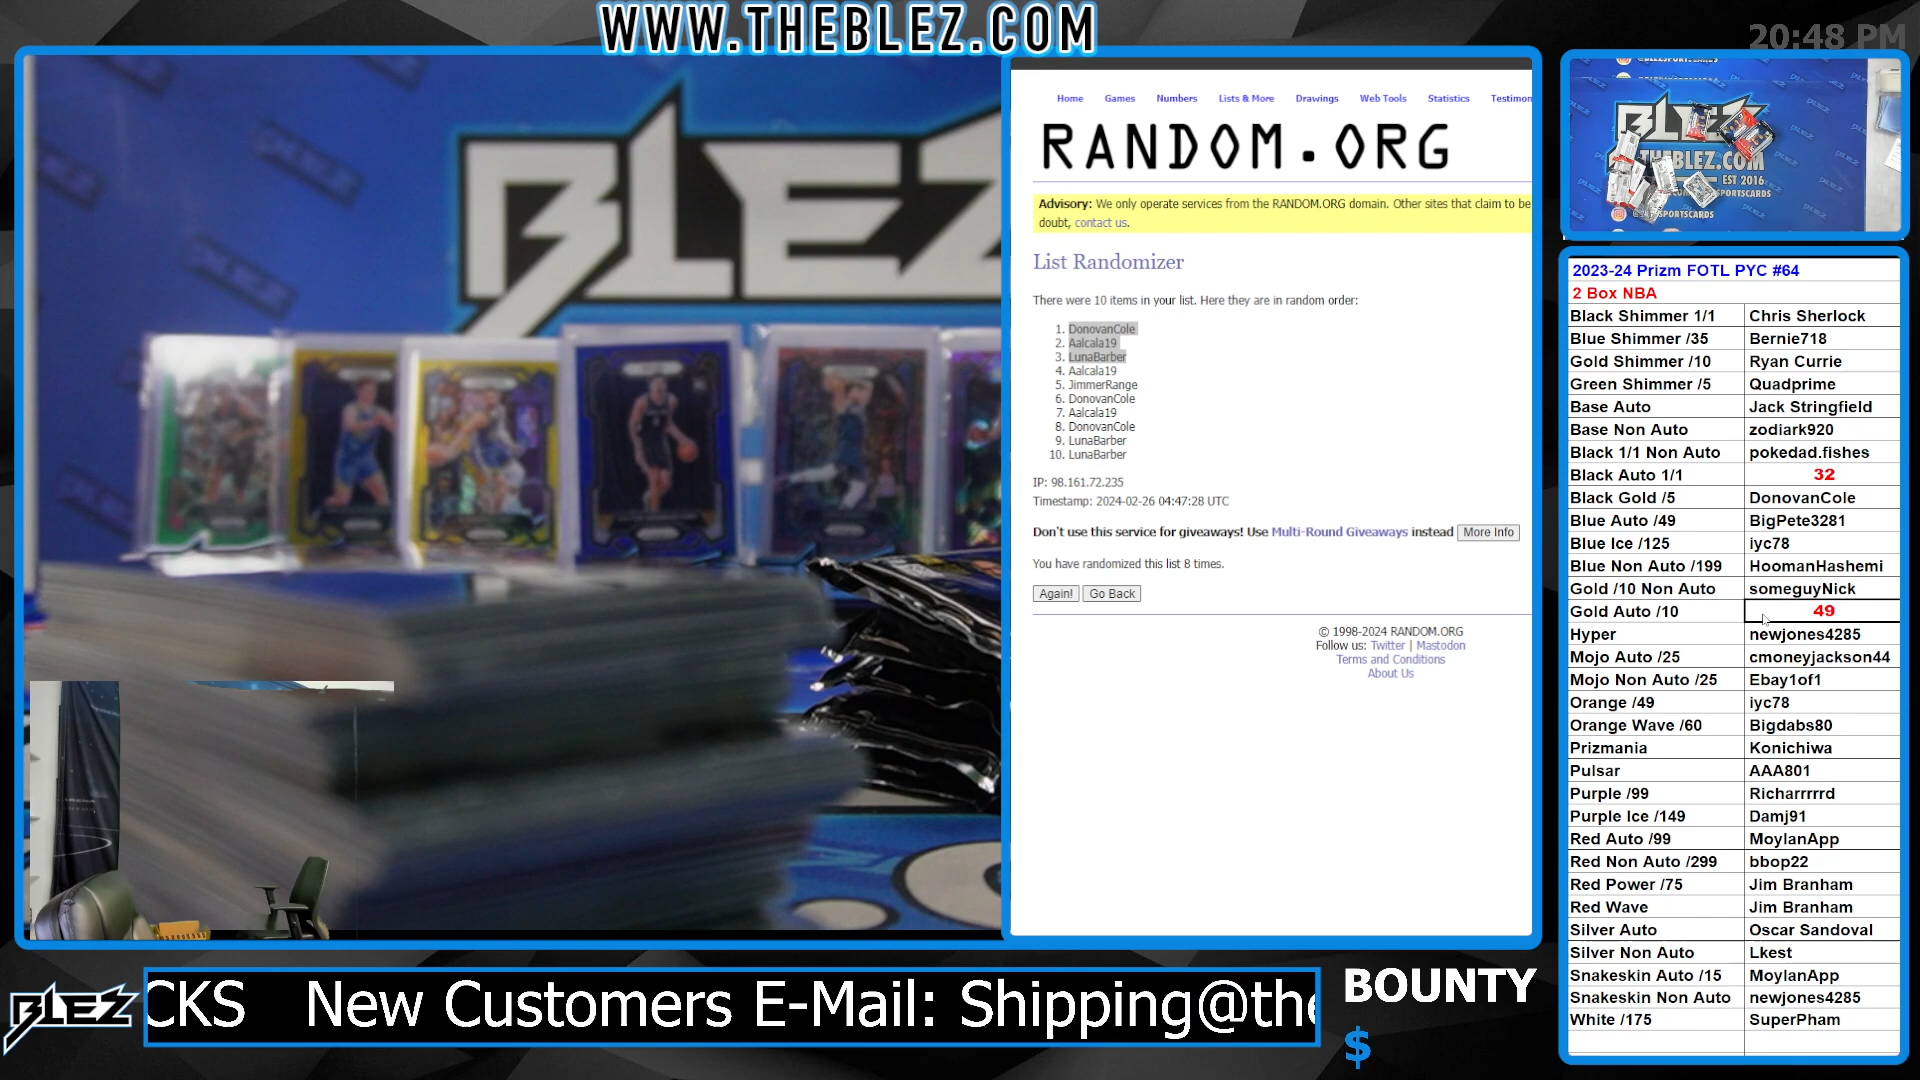 WWW.THEBLEZ.COM
20:48 PM
BLEZ
Home Games Numbers Lists & More Drawings Web Tools Statistics Testimon
RANDOM.ORG
Advisory: We only operate services from the RANDOM.ORG domain. Other sites that claim to be
doubt, contact us.
List Randomizer
There were 10 items in your list. Here they are in random order:
1. DonovanCole
2. Aalcala19
3. LunaBarber
4. Aalcala19
5. JimmerRange
6. DonovanCole
7. Aalcala19
8. DonovanCole
9. LunaBarber
10. LunaBarber
IP: 98.161.72.235
Timestamp: 2024-02-26 04:47:28 UTC
Don't use this service for giveaways! Use Multi-Round Giveaways instead More Info
You have randomized this list 8 times.
Again! Go Back
© 1998-2024 RANDOM.ORG
Follow us: Twitter | Mastodon
Terms and Conditions
About Us
BLEZ
THEBLEZ.COM
EST 2016
2023-24 Prizm FOTL PYC #64
2 Box NBA
Black Shimmer 1/1 Chris Sherlock
Blue Shimmer /35 Bernie718
Gold Shimmer /10 Ryan Currie
Green Shimmer /5 Quadprime
Base Auto Jack Stringfield
Base Non Auto zodiark920
Black 1/1 Non Auto pokedad.fishes
Black Auto 1/1 32
Black Gold /5 DonovanCole
Blue Auto /49 BigPete3281
Blue Ice /125 iyc78
Blue Non Auto /199 HoomanHashemi
Gold /10 Non Auto someguyNick
Gold Auto /10 49
Hyper newjones4285
Mojo Auto /25 cmoneyjackson44
Mojo Non Auto /25 Ebay1of1
Orange /49 iyc78
Orange Wave /60 Bigdabs80
Prizmania Konichiwa
Pulsar AAA801
Purple /99 Richarrrrrd
Purple Ice /149 Damj91
Red Auto /99 MoylanApp
Red Non Auto /299 bbop22
Red Power /75 Jim Branham
Red Wave Jim Branham
Silver Auto Oscar Sandoval
Silver Non Auto Lkest
Snakeskin Auto /15 MoylanApp
Snakeskin Non Auto newjones4285
White /175 SuperPham
BLEZ
CKS New Customers E-Mail: Shipping@the
BOUNTY
$